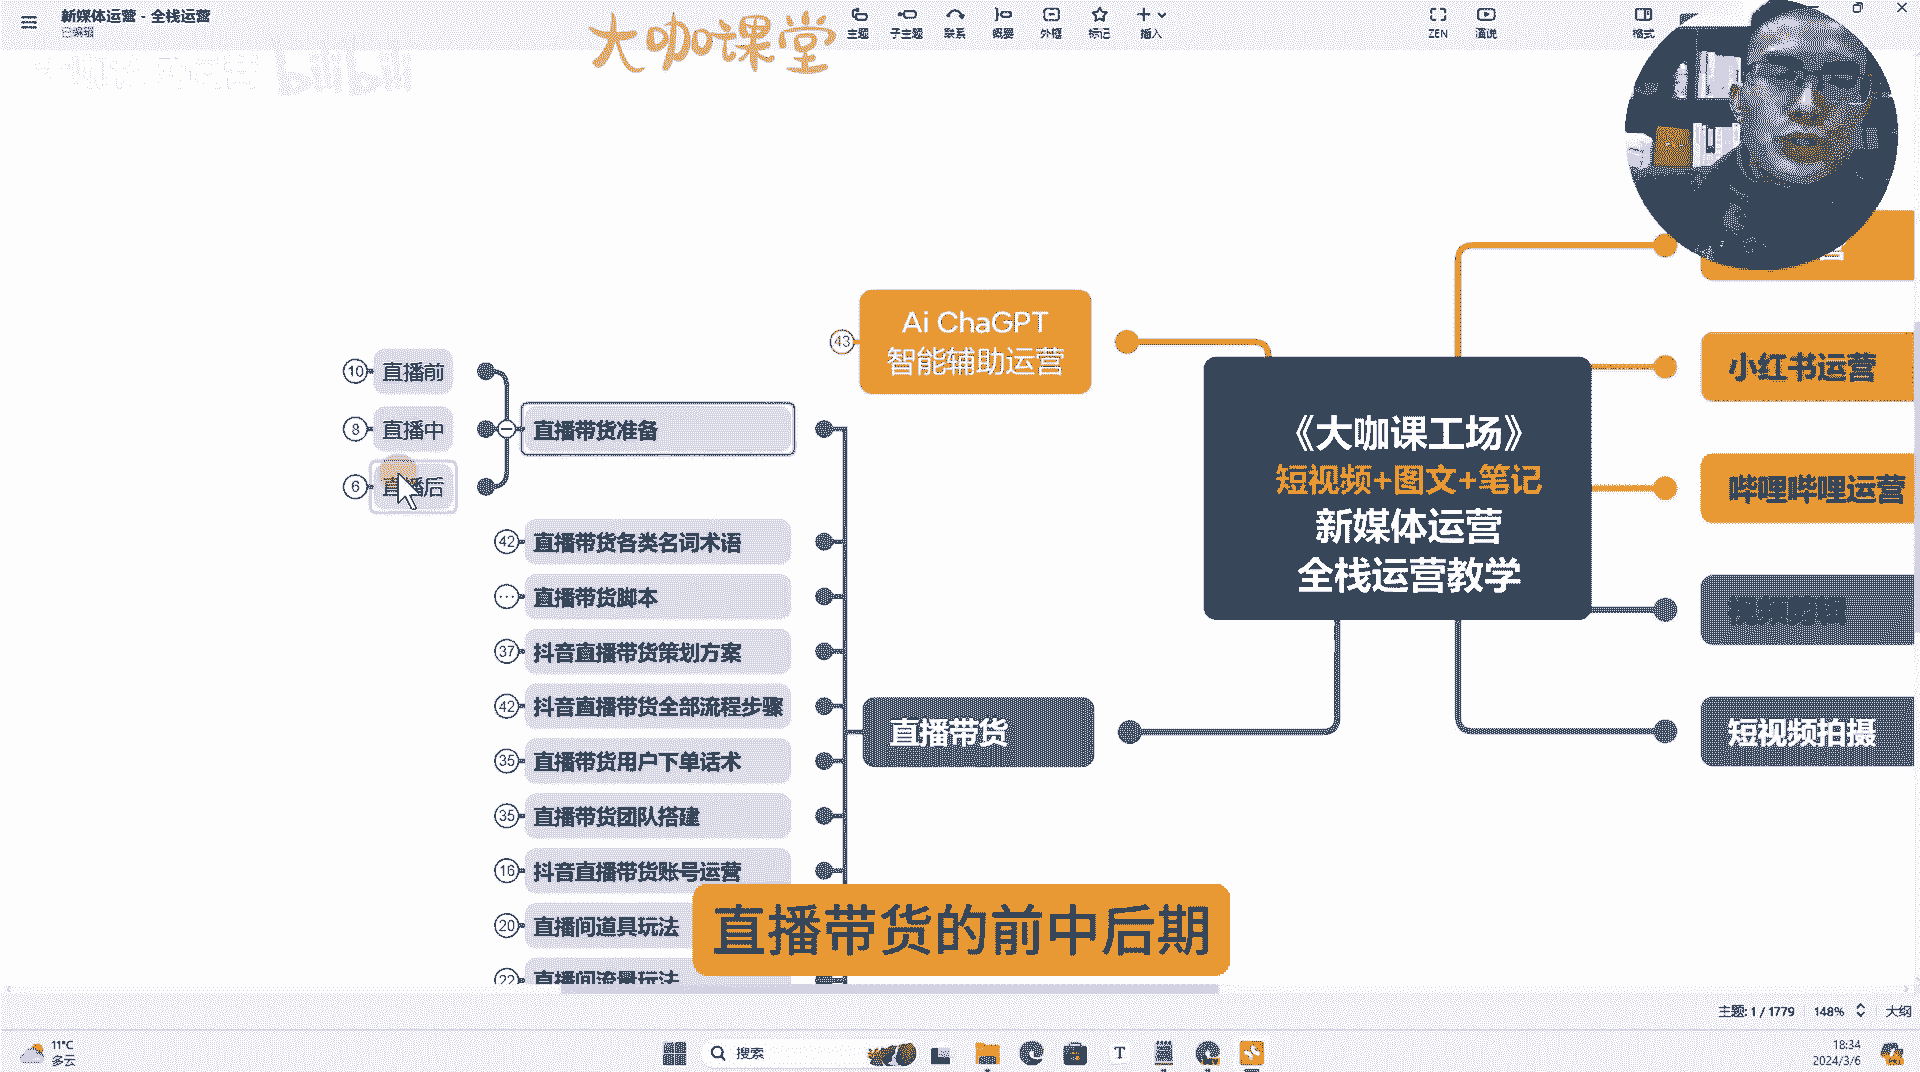 新媒体运营 - 全栈运营
已编辑
大咖课堂
主题
子主题
联系
概要
外框
标记
插入
ZEN
演说
格式
bilibili
10
直播前
8
直播中
6
直播后
直播带货准备
42
直播带货各类名词术语
直播带货脚本
37
抖音直播带货策划方案
42
抖音直播带货全部流程步骤
35
直播带货用户下单话术
35
直播带货团队搭建
16
抖音直播带货账号运营
20
直播间道具玩法
22
直播间流量玩法
43
Ai ChaGPT
智能辅助运营
直播带货
《大咖课工场》
短视频+图文+笔记
新媒体运营
全栈运营教学
小红书运营
哔哩哔哩运营
视频剪辑
短视频拍摄
直播带货的前中后期
主题: 1 / 1779
148%
大纲
11°C
多云
搜索
18:34
2024/3/6